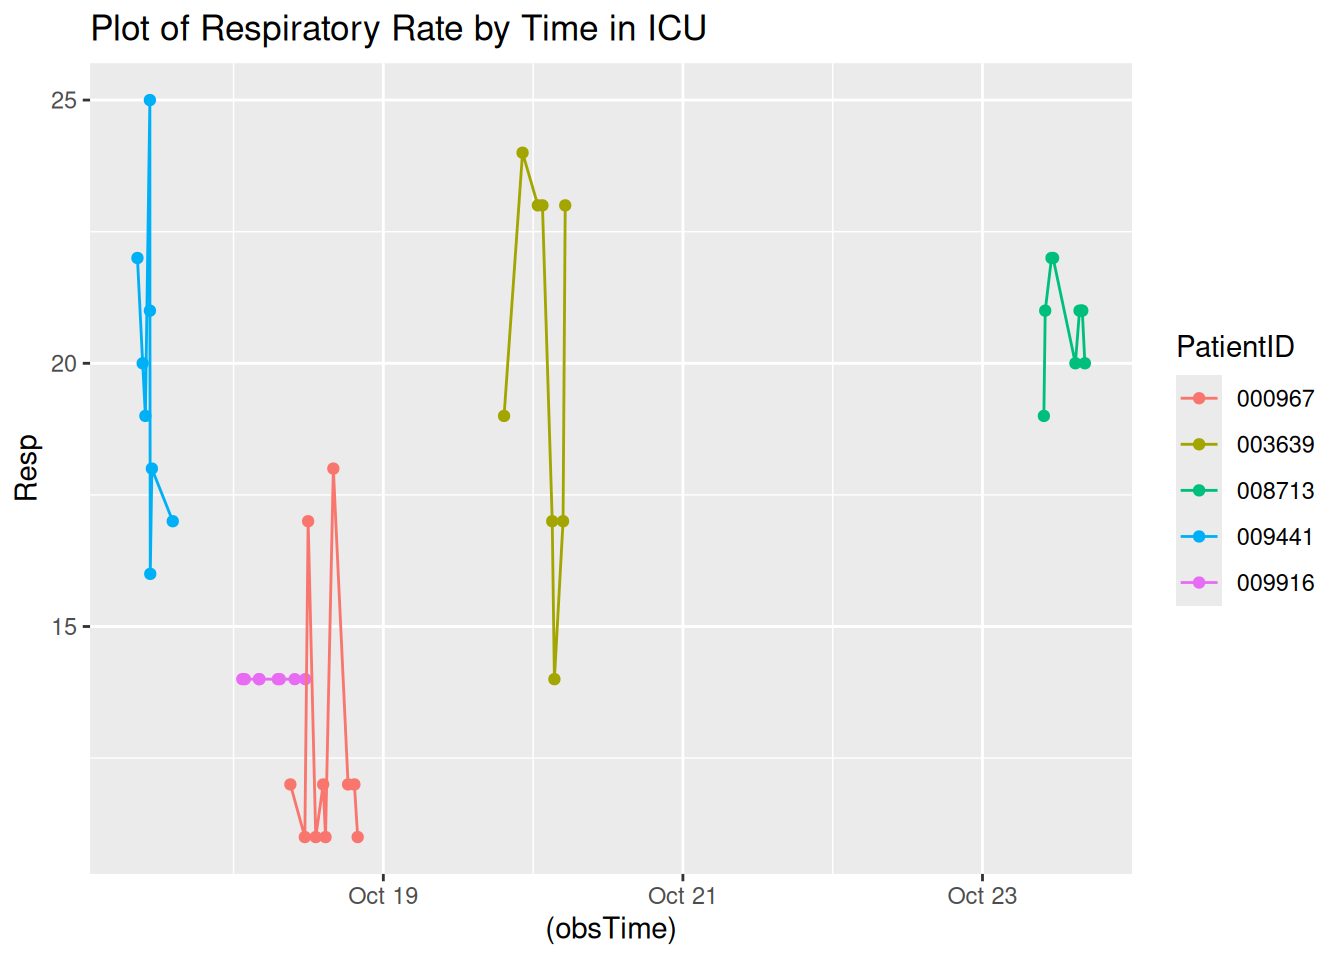 Plot of Respiratory Rate by Time in ICU
Resp
25
20
15
Oct 19
Oct 21
Oct 23
(obsTime)
PatientID
000967
003639
008713
009441
009916